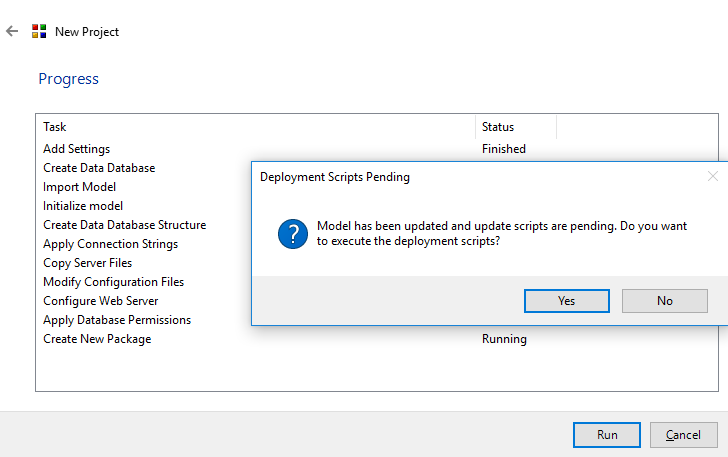 New Project
Progress
Task Status
Add Settings Finished
Create Data Database
Import Model
Initialize model
Create Data Database Structure
Apply Connection Strings
Copy Server Files
Modify Configuration Files
Configure Web Server
Apply Database Permissions
Create New Package Running
Deployment Scripts Pending
Model has been updated and update scripts are pending. Do you want
to execute the deployment scripts?
Yes No
Run Cancel